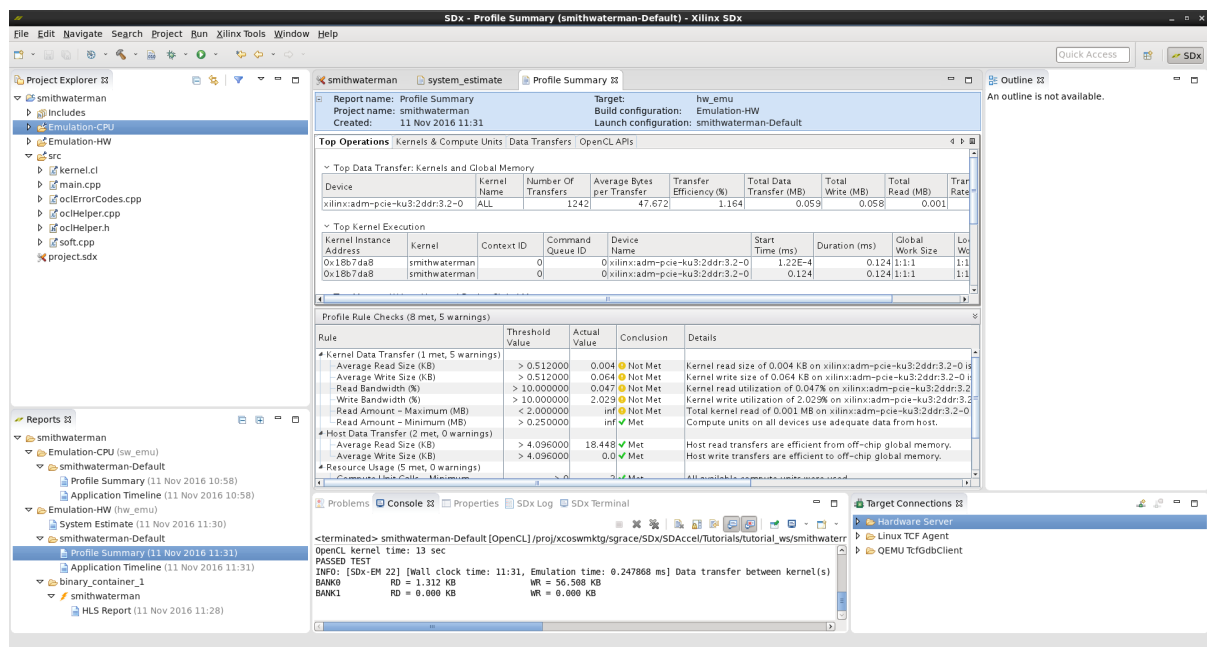 SDx - Profile Summary (smithwaterman-Default) - Xilinx SDx
File Edit Navigate Search Project Run Xilinx Tools Window Help
Quick Access SDx
Project Explorer
smithwaterman
Includes
Emulation-CPU
Emulation-HW
src
kernel.cl
main.cpp
oclErrorCodes.cpp
oclHelper.cpp
oclHelper.h
soft.cpp
project.sdx
Reports
smithwaterman
Emulation-CPU (sw_emu)
smithwaterman-Default
Profile Summary (11 Nov 2016 10:58)
Application Timeline (11 Nov 2016 10:58)
Emulation-HW (hw_emu)
System Estimate (11 Nov 2016 11:30)
smithwaterman-Default
Profile Summary (11 Nov 2016 11:31)
Application Timeline (11 Nov 2016 11:31)
binary_container_1
smithwaterman
HLS Report (11 Nov 2016 11:28)
smithwaterman system_estimate Profile Summary
Report name: Profile Summary Target: hw_emu
Project name: smithwaterman Build configuration: Emulation-HW
Created: 11 Nov 2016 11:31 Launch configuration: smithwaterman-Default
Top Operations Kernels & Compute Units Data Transfers OpenCL APIs
Top Data Transfer: Kernels and Global Memory
Device Kernel Name Number Of Transfers Average Bytes per Transfer Transfer Efficiency (%) Total Data Transfer (MB) Total Write (MB) Total Read (MB) Tran Rate
xilinx:adm-pcie-ku3:2ddr:3.2-0 ALL 1242 47.672 1.164 0.059 0.058 0.001
Top Kernel Execution
Kernel Instance Address Kernel Context ID Command Queue ID Device Name Start Time (ms) Duration (ms) Global Work Size Lo Wo
0x18b7da8 smithwaterman 0 0 xilinx:adm-pcie-ku3:2ddr:3.2-0 1.22E-4 0.124 1:1:1 1:1
0x18b7da8 smithwaterman 0 0 xilinx:adm-pcie-ku3:2ddr:3.2-0 0.124 0.124 1:1:1 1:1
Profile Rule Checks (8 met, 5 warnings)
Rule Threshold Value Actual Value Conclusion Details
Kernel Data Transfer (1 met, 5 warnings)
Average Read Size (KB) > 0.512000 0.004 Not Met Kernel read size of 0.004 KB on xilinx:adm-pcie-ku3:2ddr:3.2-0 is
Average Write Size (KB) > 0.512000 0.064 Not Met Kernel write size of 0.064 KB on xilinx:adm-pcie-ku3:2ddr:3.2-0 i
Read Bandwidth (%) > 10.000000 0.047 Not Met Kernel read utilization of 0.047% on xilinx:adm-pcie-ku3:2ddr:3.2
Write Bandwidth (%) > 10.000000 2.029 Not Met Kernel write utilization of 2.029% on xilinx:adm-pcie-ku3:2ddr:3.2
Read Amount - Maximum (MB) < 2.000000 inf Not Met Total kernel read of 0.001 MB on xilinx:adm-pcie-ku3:2ddr:3.2-0
Read Amount - Minimum (MB) > 0.250000 inf Met Compute units on all devices use adequate data from host.
Host Data Transfer (2 met, 0 warnings)
Average Read Size (KB) > 4.096000 18.448 Met Host read transfers are efficient from off-chip global memory.
Average Write Size (KB) > 4.096000 0.0 Met Host write transfers are efficient to off-chip global memory.
Resource Usage (5 met, 0 warnings)
Compute Unit Calls - Minimum > 0 2 Met All available compute units were used.
Problems Console Properties SDx Log SDx Terminal
<terminated> smithwaterman-Default [OpenCL] /proj/xcoswmktg/sgrace/SDx/SDAccel/Tutorials/tutorial_ws/smithwaterr
OpenCL kernel time: 13 sec
PASSED TEST
INFO: [SDx-EM 22] [Wall clock time: 11:31, Emulation time: 0.247868 ms] Data transfer between kernel(s)
BANK0 RD = 1.312 KB WR = 56.508 KB
BANK1 RD = 0.000 KB WR = 0.000 KB
Outline
An outline is not available.
Target Connections
Hardware Server
Linux TCF Agent
QEMU TcfGdbClient